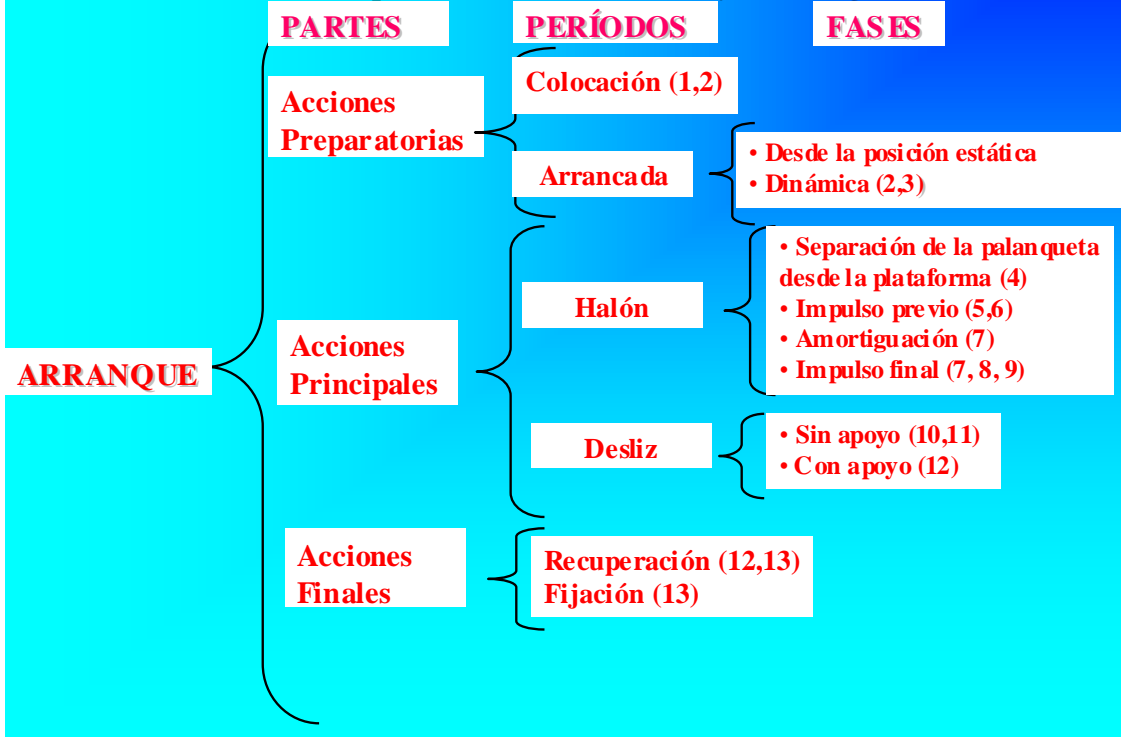 PARTES
PERÍODOS
FASES
Colocación (1,2)
Acciones
Preparatorias
Arrancada
• Desde la posición estática
• Dinámica (2,3)
• Separación de la palanqueta
desde la plataforma (4)
• Impulso previo (5,6)
• Amortiguación (7)
• Impulso final (7, 8, 9)
Halón
ARRANQUE
Acciones
Principales
Desliz
• Sin apoyo (10,11)
• Con apoyo (12)
Acciones
Finales
Recuperación (12,13)
Fijación (13)